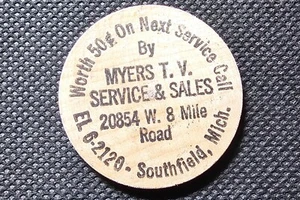 Worth 50¢ On Next Service Call
By
MYERS T. V.
SERVICE & SALES
20854 W. 8 Mile
Road
EL 6-2120 - Southfield, Mich.